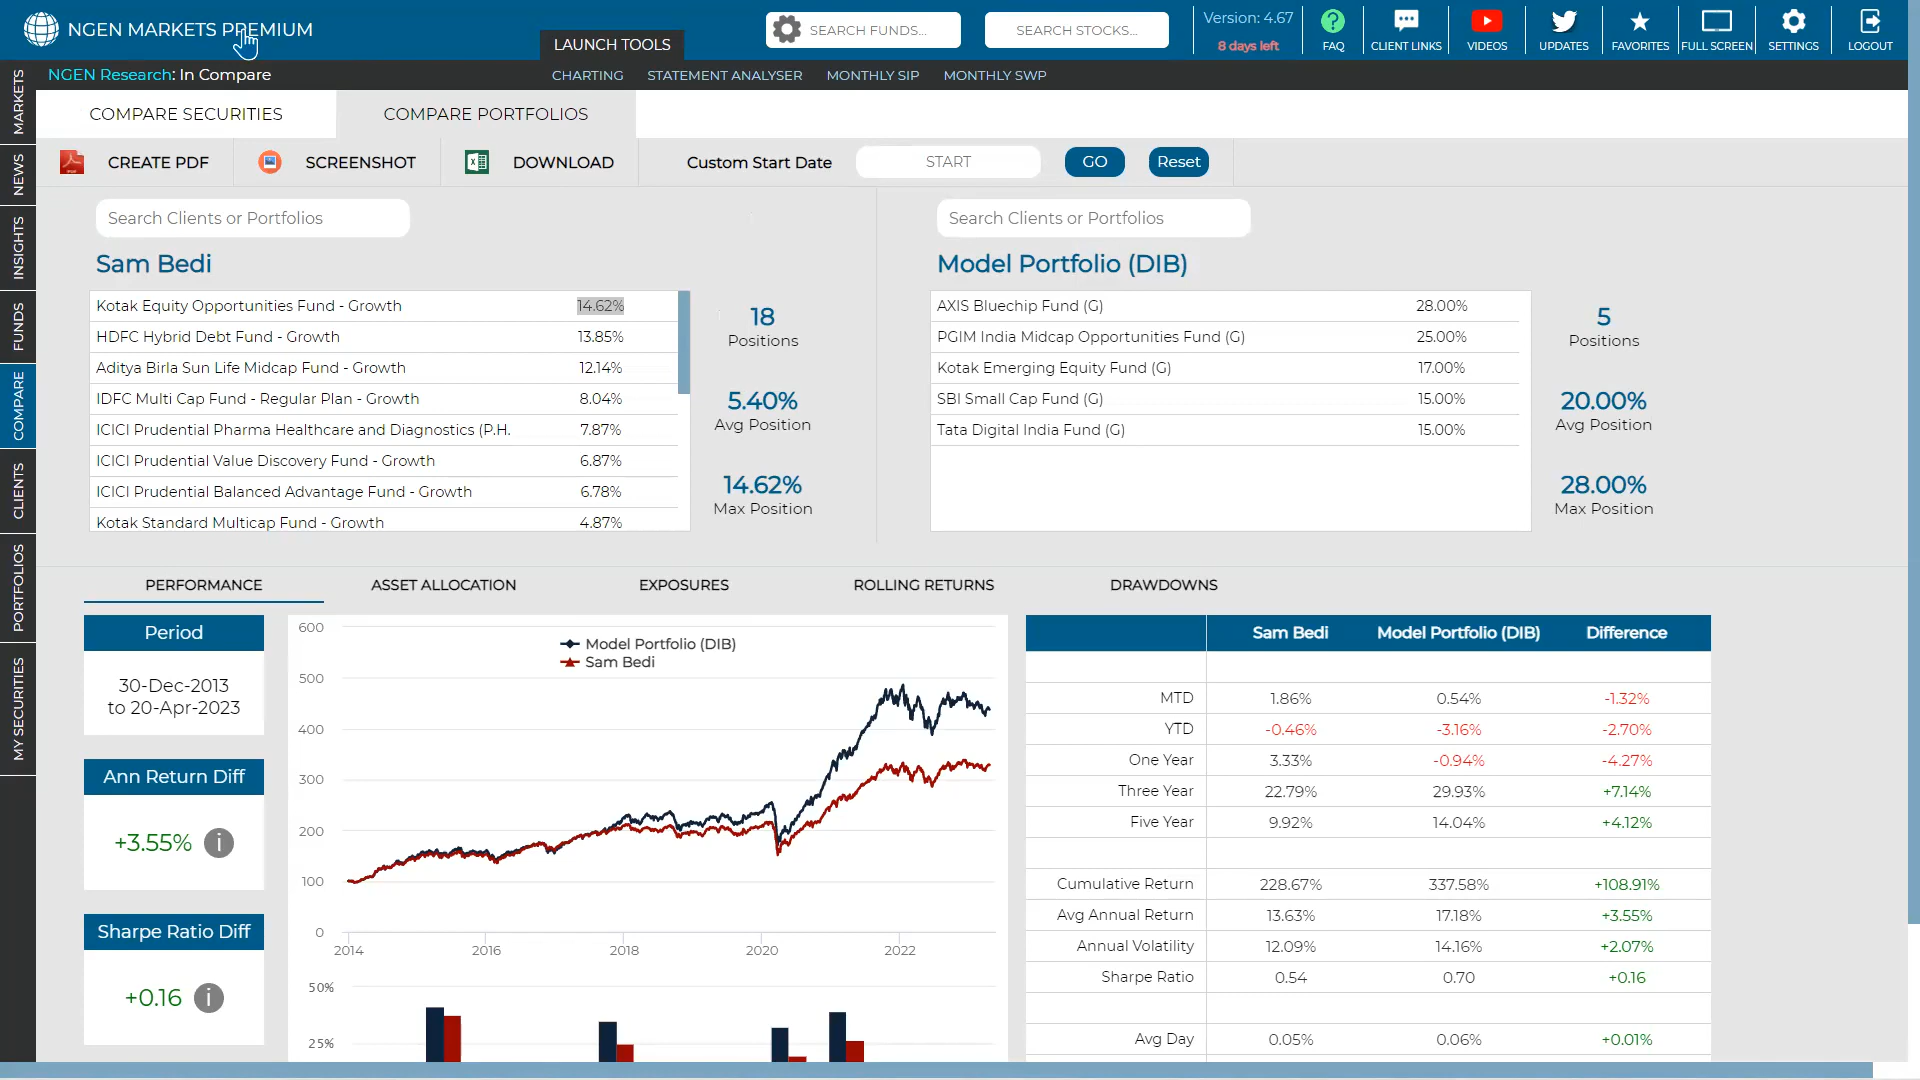 NGEN MARKETS PREMIUM
LAUNCH TOOLS
SEARCH FUNDS...
SEARCH STOCKS...
Version: 4.67
8 days left
FAQ
CLIENT LINKS
VIDEOS
UPDATES
FAVORITES
FULL SCREEN
SETTINGS
LOGOUT
NGEN Research: In Compare
CHARTING
STATEMENT ANALYSER
MONTHLY SIP
MONTHLY SWP
MARKETS
NEWS
INSIGHTS
FUNDS
COMPARE
CLIENTS
PORTFOLIOS
MY SECURITIES
COMPARE SECURITIES
COMPARE PORTFOLIOS
CREATE PDF
SCREENSHOT
DOWNLOAD
Custom Start Date
START
GO
Reset
Search Clients or Portfolios
Sam Bedi
Kotak Equity Opportunities Fund - Growth 14.62%
HDFC Hybrid Debt Fund - Growth 13.85%
Aditya Birla Sun Life Midcap Fund - Growth 12.14%
IDFC Multi Cap Fund - Regular Plan - Growth 8.04%
ICICI Prudential Pharma Healthcare and Diagnostics (P.H. 7.87%
ICICI Prudential Value Discovery Fund - Growth 6.87%
ICICI Prudential Balanced Advantage Fund - Growth 6.78%
Kotak Standard Multicap Fund - Growth 4.87%
18
Positions
5.40%
Avg Position
14.62%
Max Position
Search Clients or Portfolios
Model Portfolio (DIB)
AXIS Bluechip Fund (G) 28.00%
PGIM India Midcap Opportunities Fund (G) 25.00%
Kotak Emerging Equity Fund (G) 17.00%
SBI Small Cap Fund (G) 15.00%
Tata Digital India Fund (G) 15.00%
5
Positions
20.00%
Avg Position
28.00%
Max Position
PERFORMANCE
ASSET ALLOCATION
EXPOSURES
ROLLING RETURNS
DRAWDOWNS
Period
30-Dec-2013
to 20-Apr-2023
Ann Return Diff
+3.55% i
Sharpe Ratio Diff
+0.16 i
Model Portfolio (DIB)
Sam Bedi
600
500
400
300
200
100
0
2014 2016 2018 2020 2022
50%
25%
Sam Bedi Model Portfolio (DIB) Difference
MTD 1.86% 0.54% -1.32%
YTD -0.46% -3.16% -2.70%
One Year 3.33% -0.94% -4.27%
Three Year 22.79% 29.93% +7.14%
Five Year 9.92% 14.04% +4.12%
Cumulative Return 228.67% 337.58% +108.91%
Avg Annual Return 13.63% 17.18% +3.55%
Annual Volatility 12.09% 14.16% +2.07%
Sharpe Ratio 0.54 0.70 +0.16
Avg Day 0.05% 0.06% +0.01%